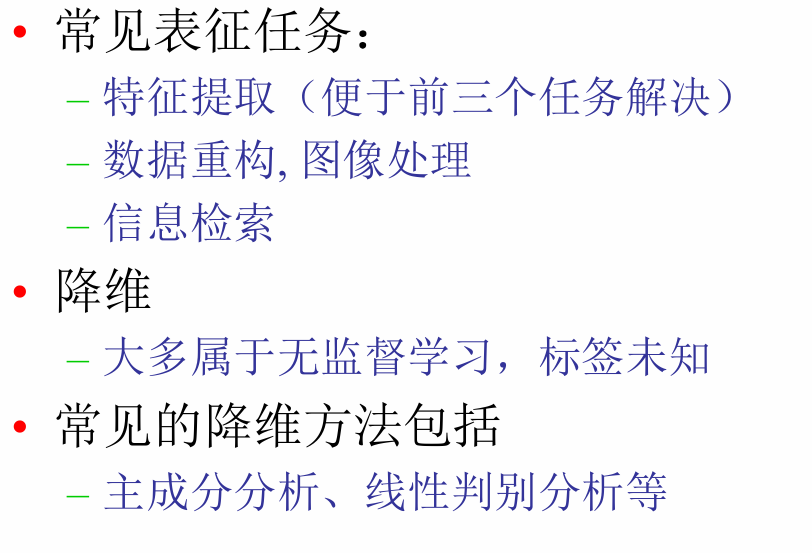 • 常见表征任务：
– 特征提取（便于前三个任务解决）
– 数据重构, 图像处理
– 信息检索
• 降维
– 大多属于无监督学习，标签未知
• 常见的降维方法包括
– 主成分分析、线性判别分析等